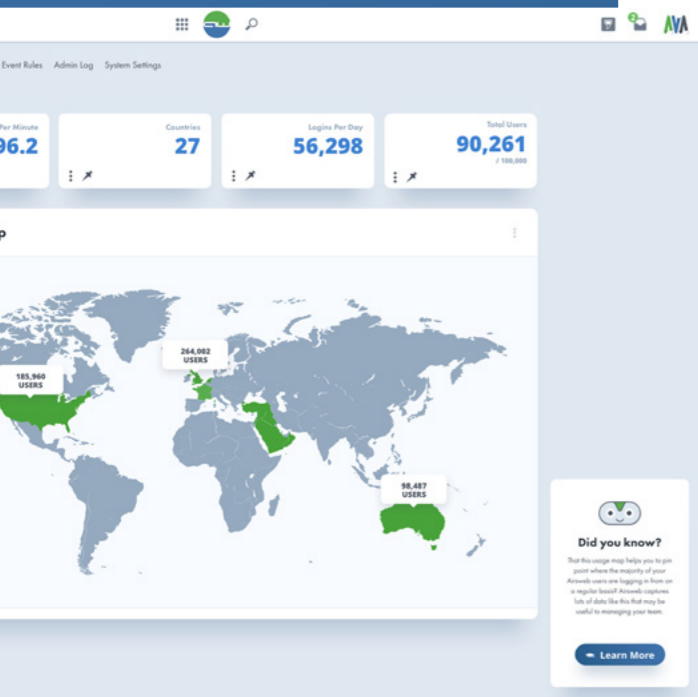 2
AVA
Event Rules Admin Log System Settings
Per Minute
96.2
Countries
27
Logins Per Day
56,298
Total Users
90,261
/ 100,000
p
264,002
USERS
185,960
USERS
98,487
USERS
Did you know?
That this usage map helps you to pin
point where the majority of your
Airsweb users are logging in from on
a regular basis? Airsweb captures
lots of data like this that may be
useful to managing your team.
Learn More